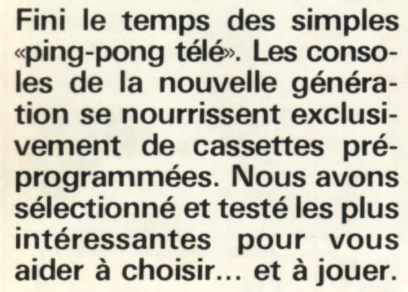 Fini le temps des simples
«ping-pong télé». Les conso-
les de la nouvelle généra-
tion se nourrissent exclusi-
vement de cassettes pré-
programmées. Nous avons
sélectionné et testé les plus
intéressantes pour vous
aider à choisir... et à jouer.